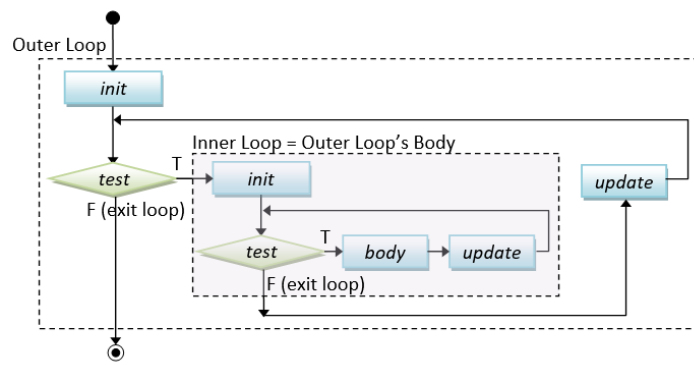 Outer Loop
init
Inner Loop = Outer Loop's Body
T
init
test
update
F (exit loop)
T
test
body
update
F (exit loop)